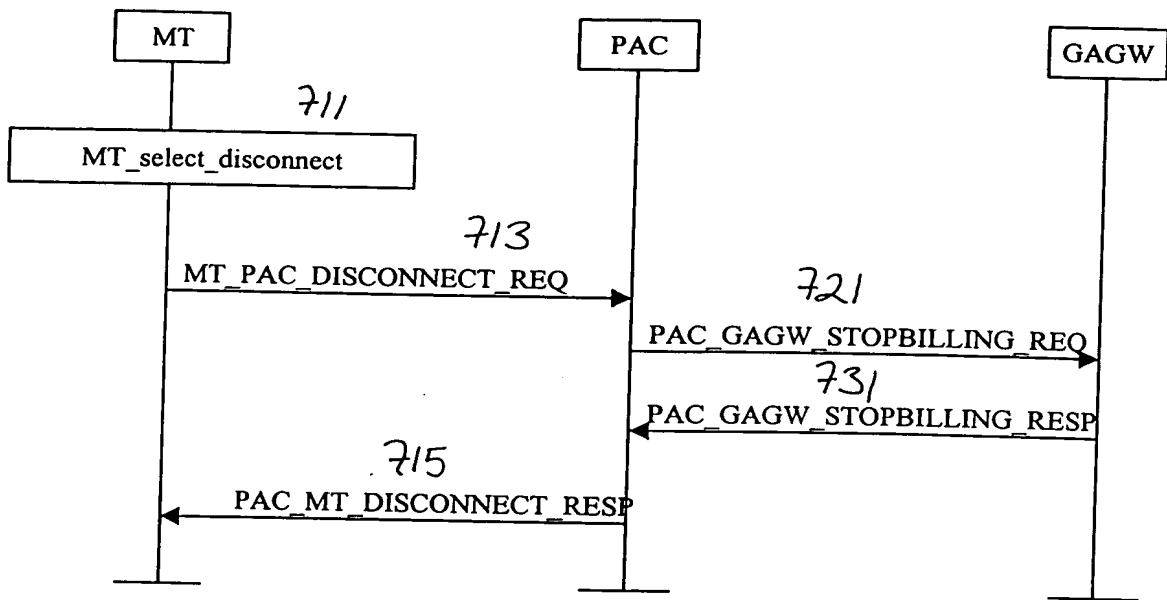 MT
PAC
GAGW
711
MT_select_disconnect
713
MT_PAC_DISCONNECT_REQ
721
PAC_GAGW_STOPBILLING_REQ
731
PAC_GAGW_STOPBILLING_RESP
715
PAC_MT_DISCONNECT_RESP